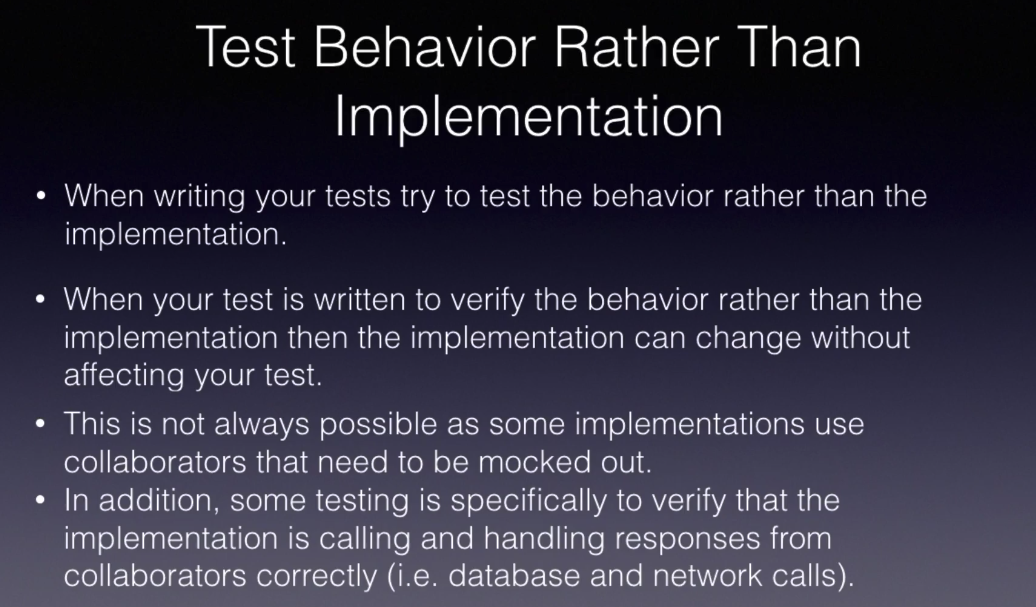 Test Behavior Rather Than
Implementation
• When writing your tests try to test the behavior rather than the
implementation.
• When your test is written to verify the behavior rather than the
implementation then the implementation can change without
affecting your test.
• This is not always possible as some implementations use
collaborators that need to be mocked out.
• In addition, some testing is specifically to verify that the
implementation is calling and handling responses from
collaborators correctly (i.e. database and network calls).